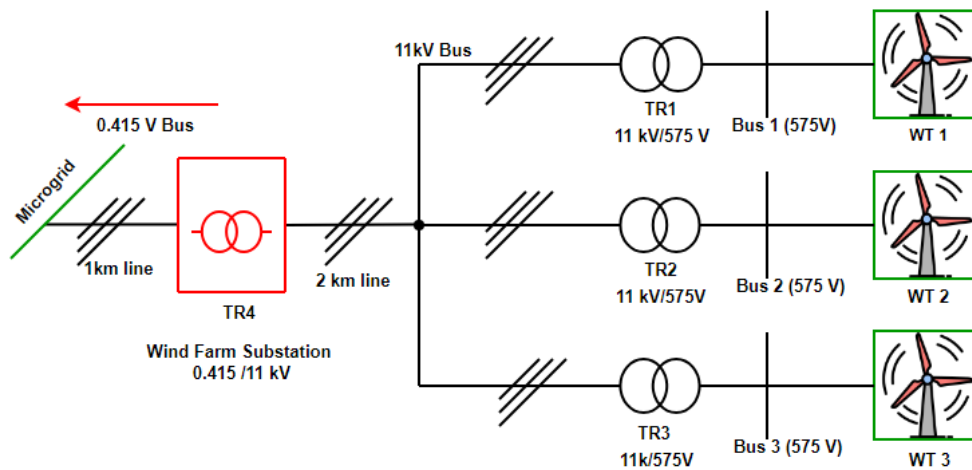 11kV Bus
TR1
11 kV/575 V
Bus 1 (575V)
WT 1
0.415 V Bus
Microgrid
1km line
TR4
2 km line
Wind Farm Substation
0.415 /11 kV
TR2
11 kV/575V
Bus 2 (575 V)
WT 2
TR3
11k/575V
Bus 3 (575 V)
WT 3